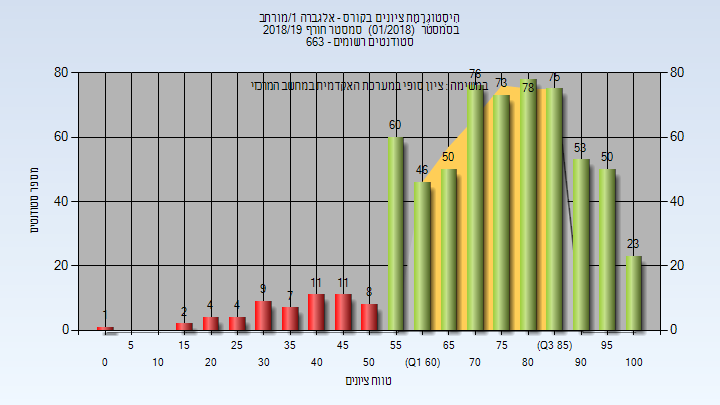 היסטוגרמת ציונים בקורס - אלגברה 1/מורחב
בסמסטר (01/2018) סמסטר חורף 2018/19
663 - סטודנטים רשומים
במשימה : ציון סופי במערכת האקדמית במחשב המרכזי
מספר סטודנטים
80 80
60 60
40 40
20 20
0 0
1 2 4 4 9 7 11 11 8 60 46 50 76 73 78 75 53 50 23
5 15 25 35 45 55 65 75 (Q3 85) 95
0 10 20 30 40 50 (Q1 60) 70 80 90 100
טווח ציונים